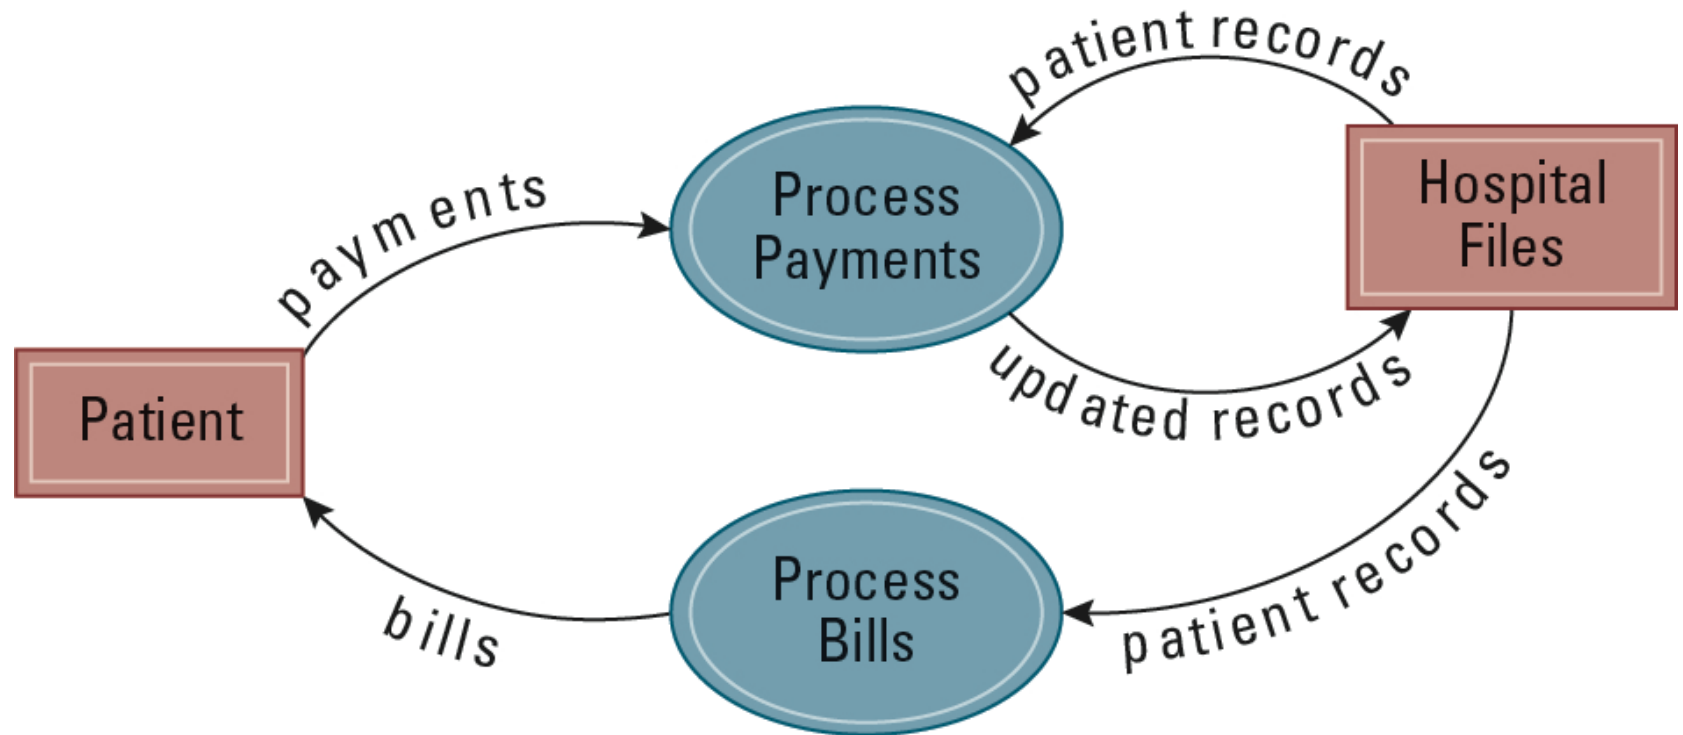 patient records
Hospital
Files
Process
Payments
payments
updated records
Patient
patient records
Process
Bills
bills